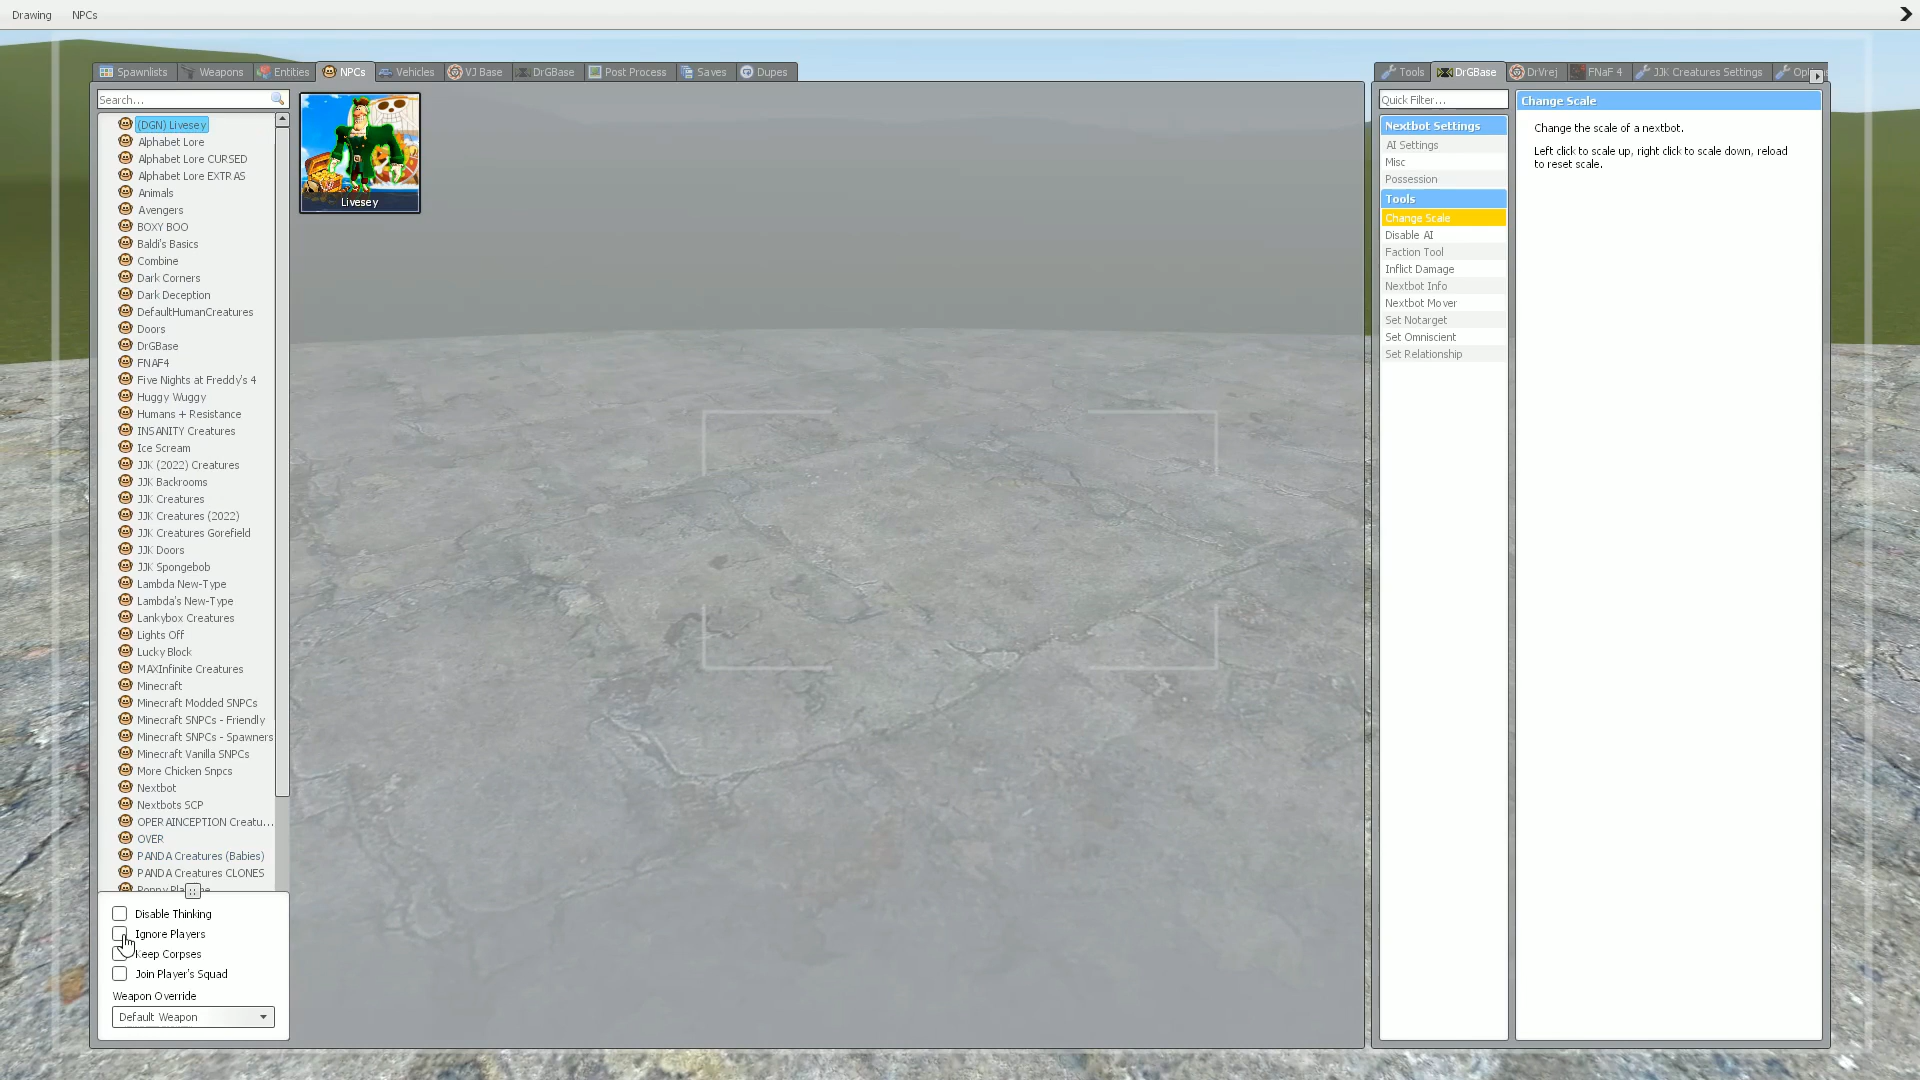 Drawing
NPCs
Spawnlists
Weapons
Entities
NPCs
Vehicles
VJ Base
DrGBase
Post Process
Saves
Dupes
Search...
(DGN) Livesey
Alphabet Lore
Alphabet Lore CURSED
Alphabet Lore EXTRAS
Animals
Avengers
BOXY BOO
Baldi's Basics
Combine
Dark Corners
Dark Deception
DefaultHumanCreatures
Doors
DrGBase
FNAF4
Five Nights at Freddy's 4
Huggy Wuggy
Humans + Resistance
INSANITY Creatures
Ice Scream
JJK (2022) Creatures
JJK Backrooms
JJK Creatures
JJK Creatures (2022)
JJK Creatures Gorefield
JJK Doors
JJK Spongebob
Lambda New-Type
Lambda's New-Type
Lankybox Creatures
Lights Off
Lucky Block
MAXInfinite Creatures
Minecraft
Minecraft Modded SNPCs
Minecraft SNPCs - Friendly
Minecraft SNPCs - Spawners
Minecraft Vanilla SNPCs
More Chicken Snpcs
Nextbot
Nextbots SCP
OPERAINCEPTION Creatu...
OVER
PANDA Creatures (Babies)
PANDA Creatures CLONES
Disable Thinking
Ignore Players
Keep Corpses
Join Player's Squad
Weapon Override
Default Weapon
Livesey
Tools
DrGBase
DrVrej
FNaF 4
JJK Creatures Settings
Quick Filter...
Nextbot Settings
AI Settings
Misc
Possession
Tools
Change Scale
Disable AI
Faction Tool
Inflict Damage
Nextbot Info
Nextbot Mover
Set Notarget
Set Omniscient
Set Relationship
Change Scale
Change the scale of a nextbot.
Left click to scale up, right click to scale down, reload
to reset scale.